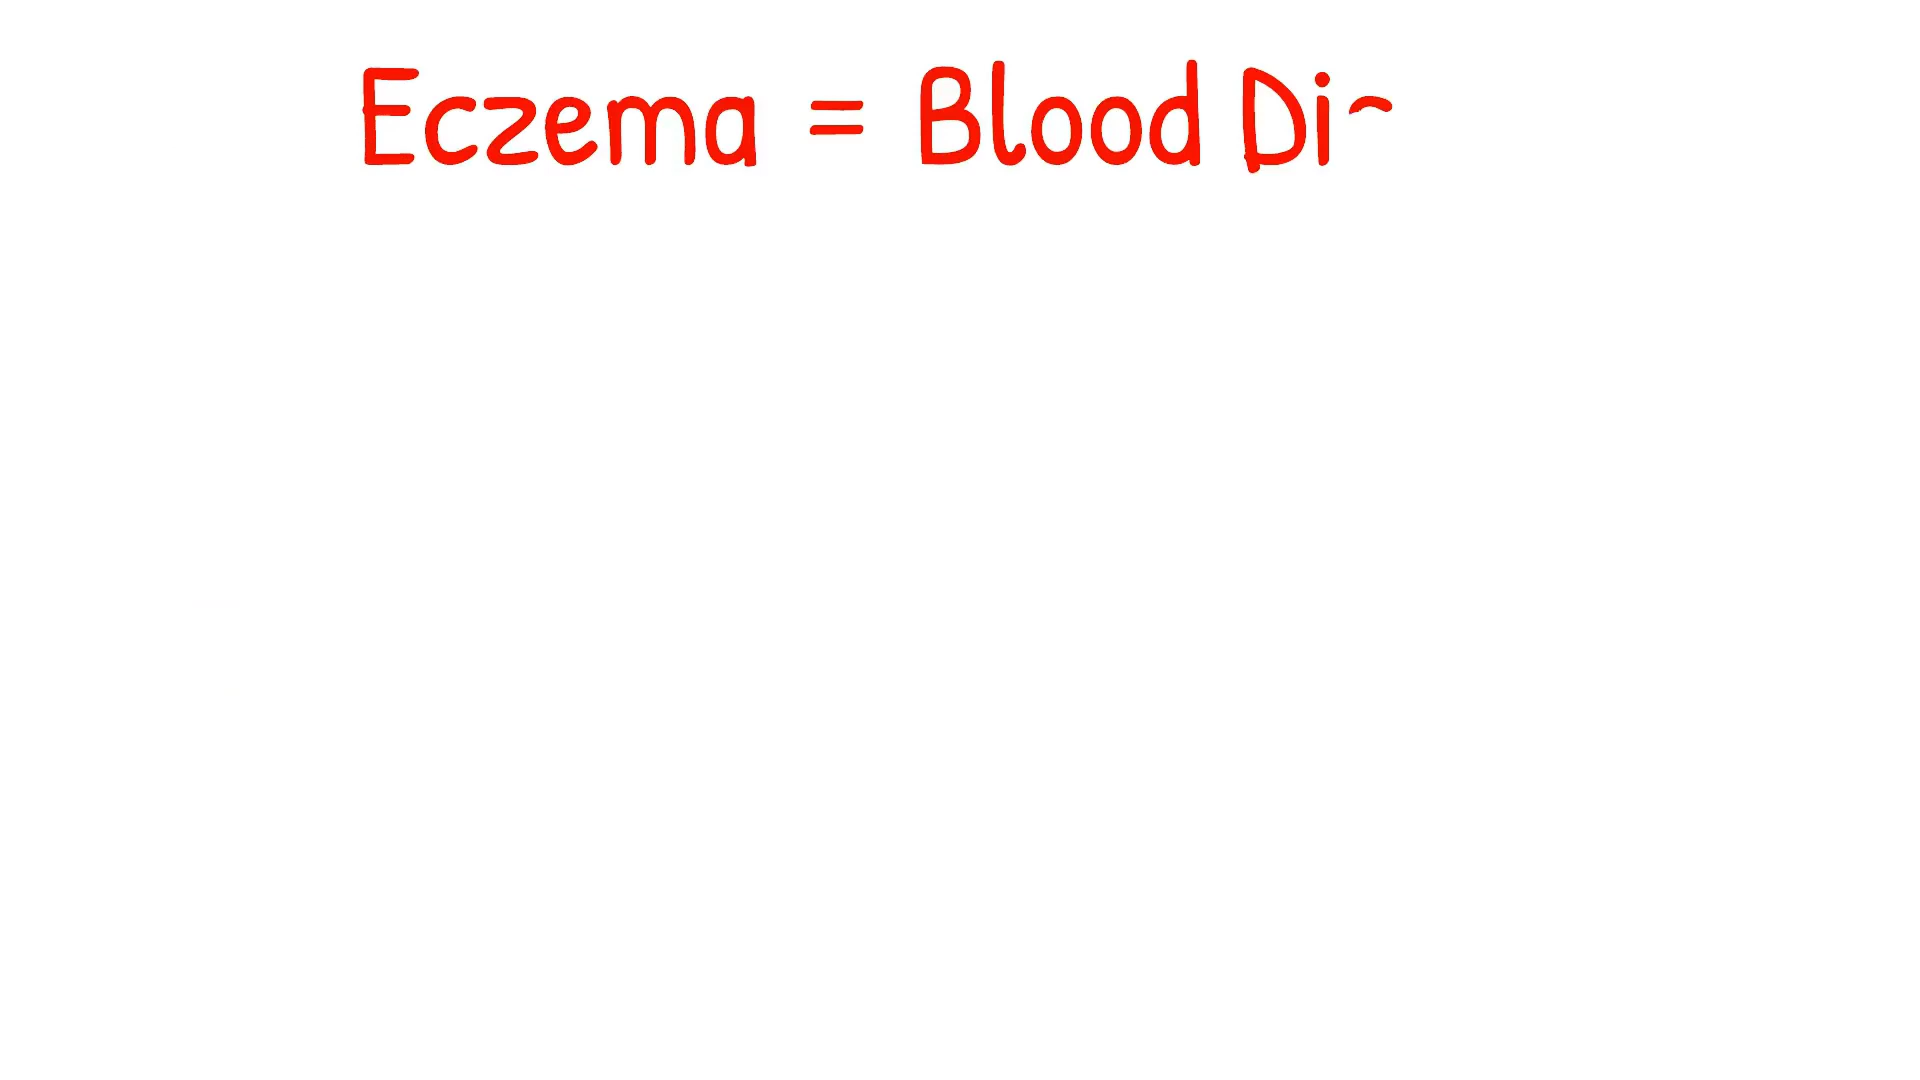 Eczema = Blood Di